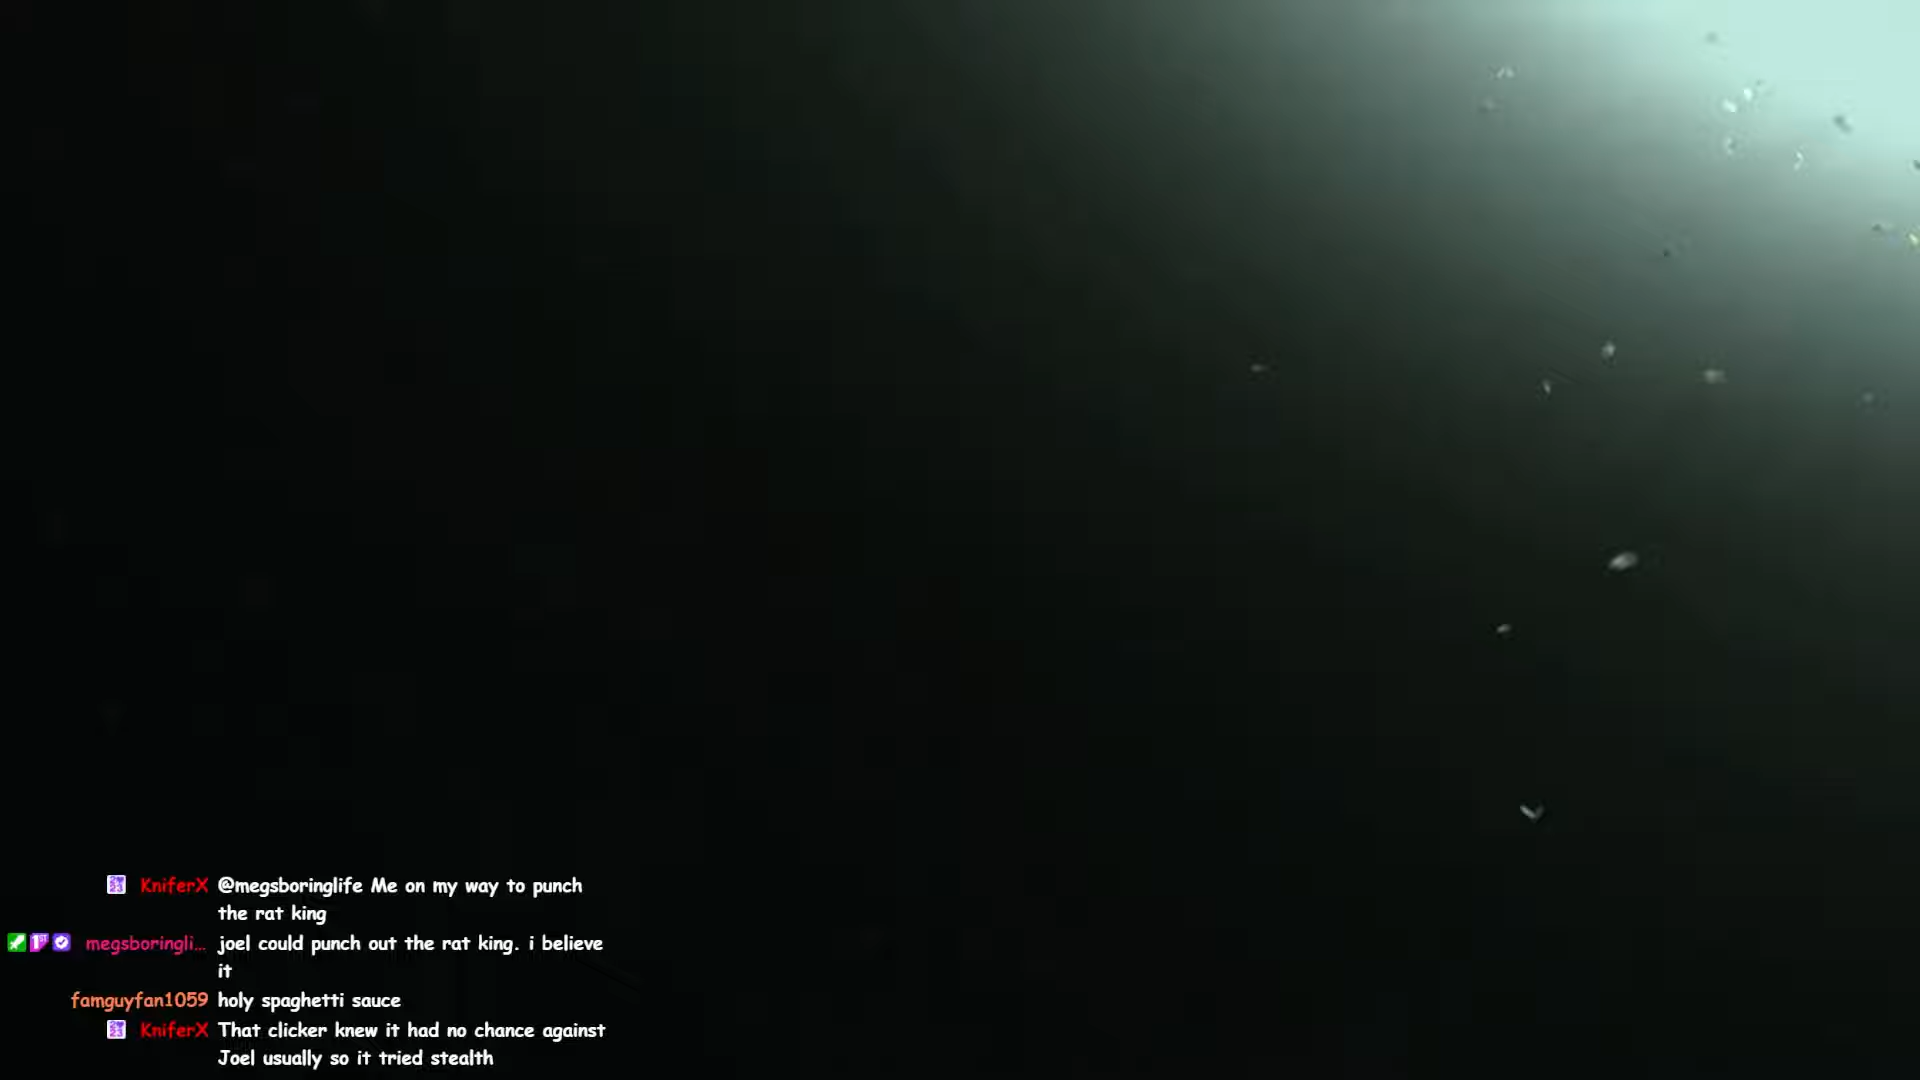 KniferX @megsboringlife Me on my way to punch
the rat king
megsboringli... joel could punch out the rat king. i believe
it
famguyfan1059 holy spaghetti sauce
KniferX That clicker knew it had no chance against
Joel usually so it tried stealth